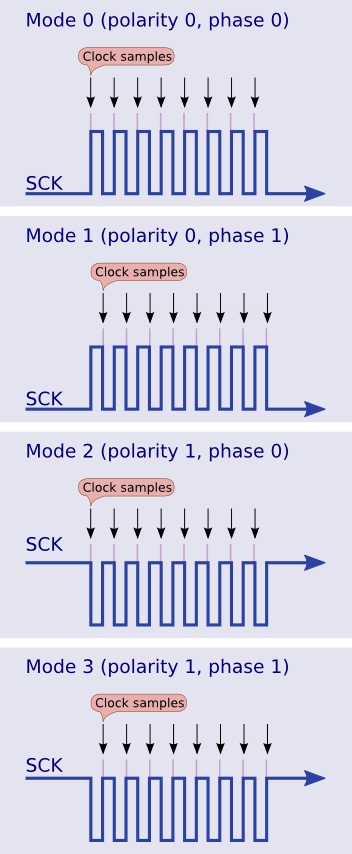 Mode 0 (polarity 0, phase 0)
Clock samples
SCK
Mode 1 (polarity 0, phase 1)
Clock samples
SCK
Mode 2 (polarity 1, phase 0)
Clock samples
SCK
Mode 3 (polarity 1, phase 1)
Clock samples
SCK